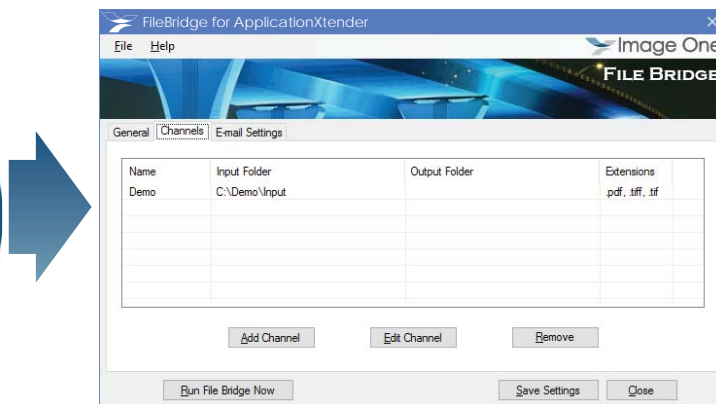 FileBridge for ApplicationXtender
File Help
Image One
FILE BRIDGE
General Channels E-mail Settings
Name Input Folder Output Folder Extensions
Demo C:\Demo\Input .pdf, .tiff, .tif
Add Channel Edit Channel Remove
Run File Bridge Now Save Settings Close